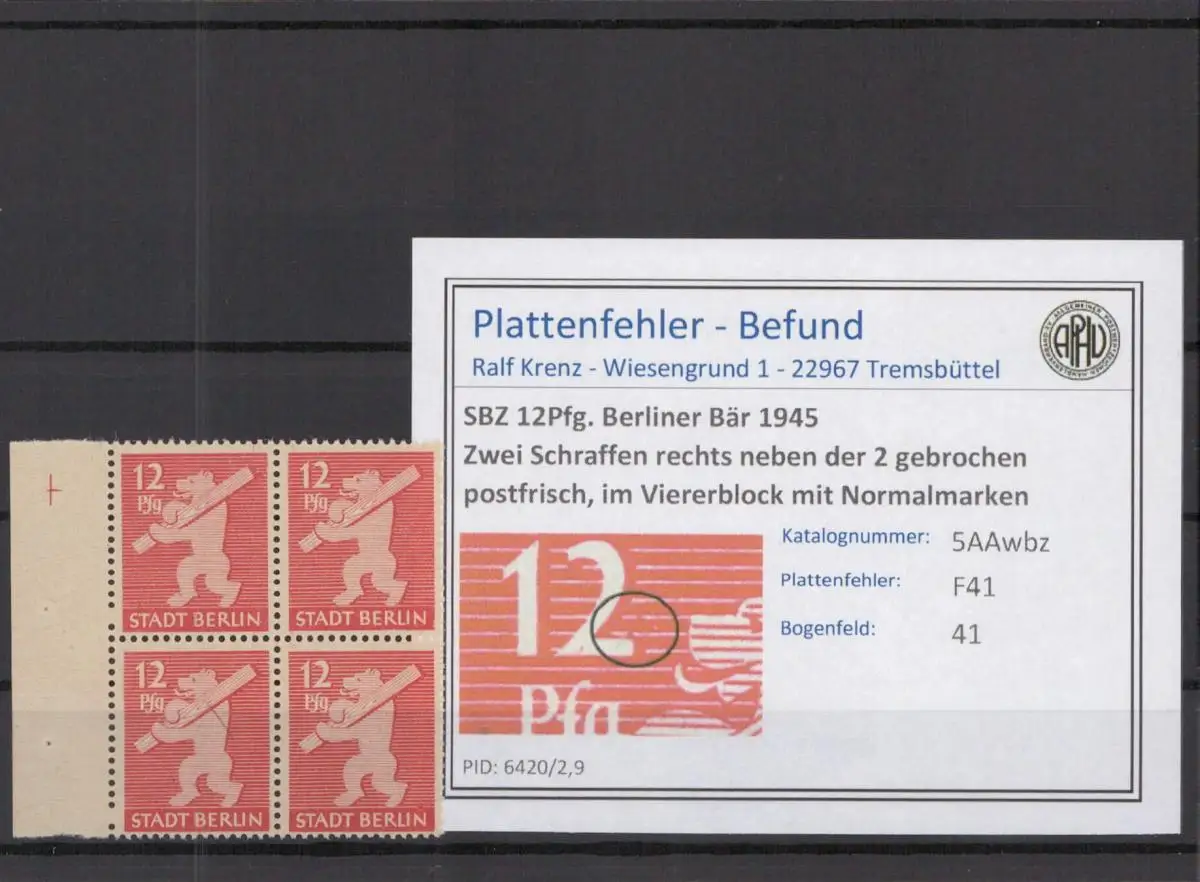 12
Pfg
STADT BERLIN
12
Pfg
STADT BERLIN
12
Pfg
STADT BERLIN
12
Pfg
STADT BERLIN
Plattenfehler - Befund
Ralf Krenz - Wiesengrund 1 - 22967 Tremsbüttel
APHV
SBZ 12Pfg. Berliner Bär 1945
Zwei Schraffen rechts neben der 2 gebrochen
postfrisch, im Viererblock mit Normalmarken
12
Pfg
Katalognummer: 5AAwbz
Plattenfehler: F41
Bogenfeld: 41
PID: 6420/2,9